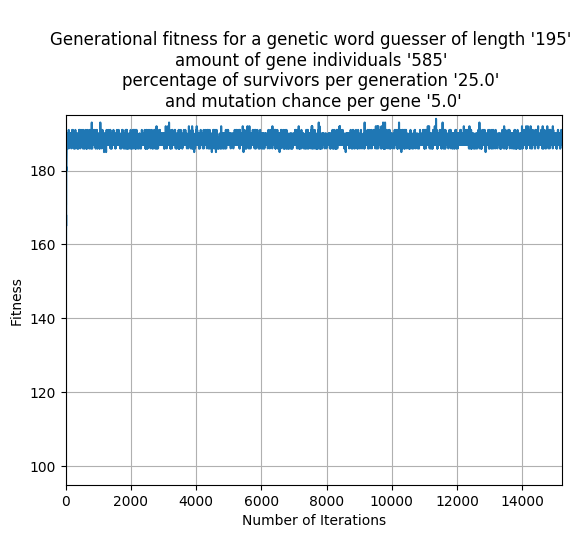 Generational fitness for a genetic word guesser of length '195'
amount of gene individuals '585'
percentage of survivors per generation '25.0'
and mutation chance per gene '5.0'
180
160
140
120
100
Fitness
0 2000 4000 6000 8000 10000 12000 14000
Number of Iterations